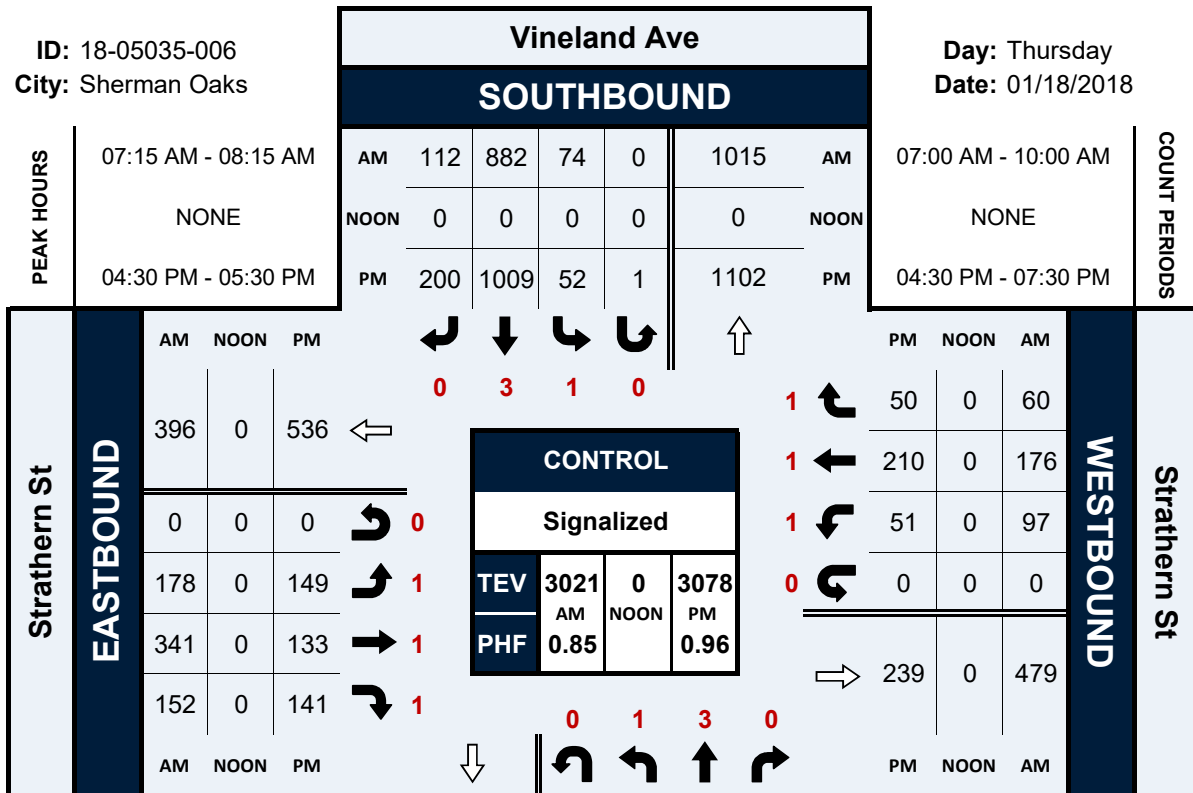 Vineland Ave
ID: 18-05035-006
City: Sherman Oaks
Day: Thursday
Date: 01/18/2018
SOUTHBOUND
PEAK HOURS
07:15 AM - 08:15 AM
NONE
04:30 PM - 05:30 PM
AM 112 882 74 0 1015 AM
NOON 0 0 0 0 0 NOON
PM 200 1009 52 1 1102 PM
07:00 AM - 10:00 AM
NONE
04:30 PM - 07:30 PM
COUNT PERIODS
0 3 1 0
Strathern St
EASTBOUND
AM NOON PM
396 0 536
0 0 0 0
178 0 149 1
341 0 133 1
152 0 141 1
AM NOON PM
CONTROL
Signalized
TEV 3021 0 3078
AM NOON PM
PHF 0.85 0.96
PM NOON AM
1 50 0 60
1 210 0 176
1 51 0 97
0 0 0 0
239 0 479
PM NOON AM
WESTBOUND
Strathern St
0 1 3 0